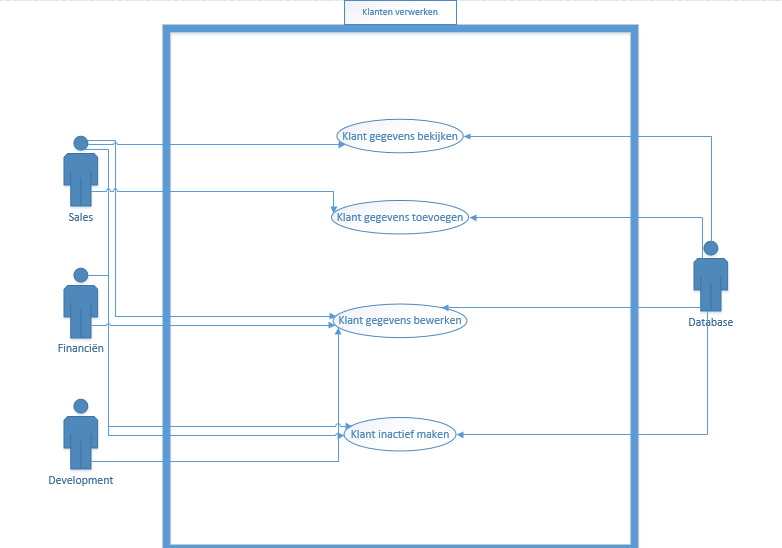 Klanten verwerken
Klant gegevens bekijken
Sales
Klant gegevens toevoegen
Klant gegevens bewerken
Database
Financiën
Klant inactief maken
Development